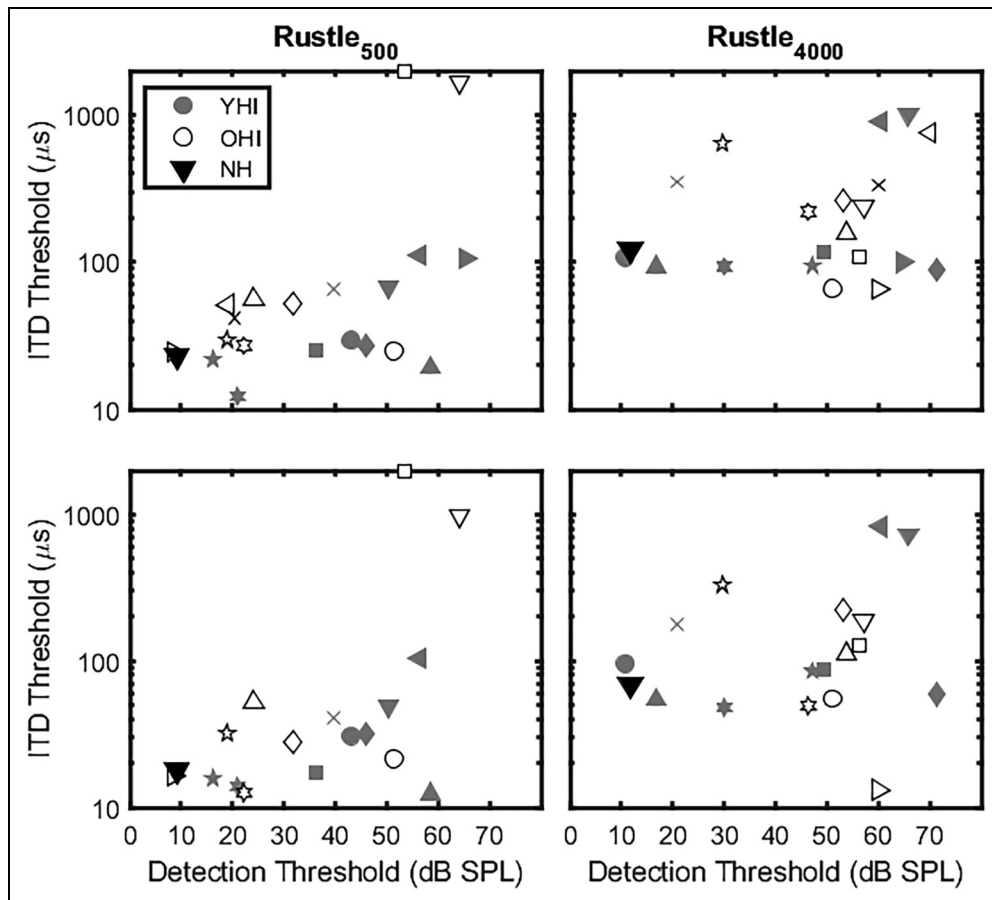 Rustle500 Rustle4000
ITD Threshold (μs)
1000
100
10
YHI
OHI
NH
ITD Threshold (μs)
1000
100
10
0 10 20 30 40 50 60 70
0 10 20 30 40 50 60 70
Detection Threshold (dB SPL) Detection Threshold (dB SPL)